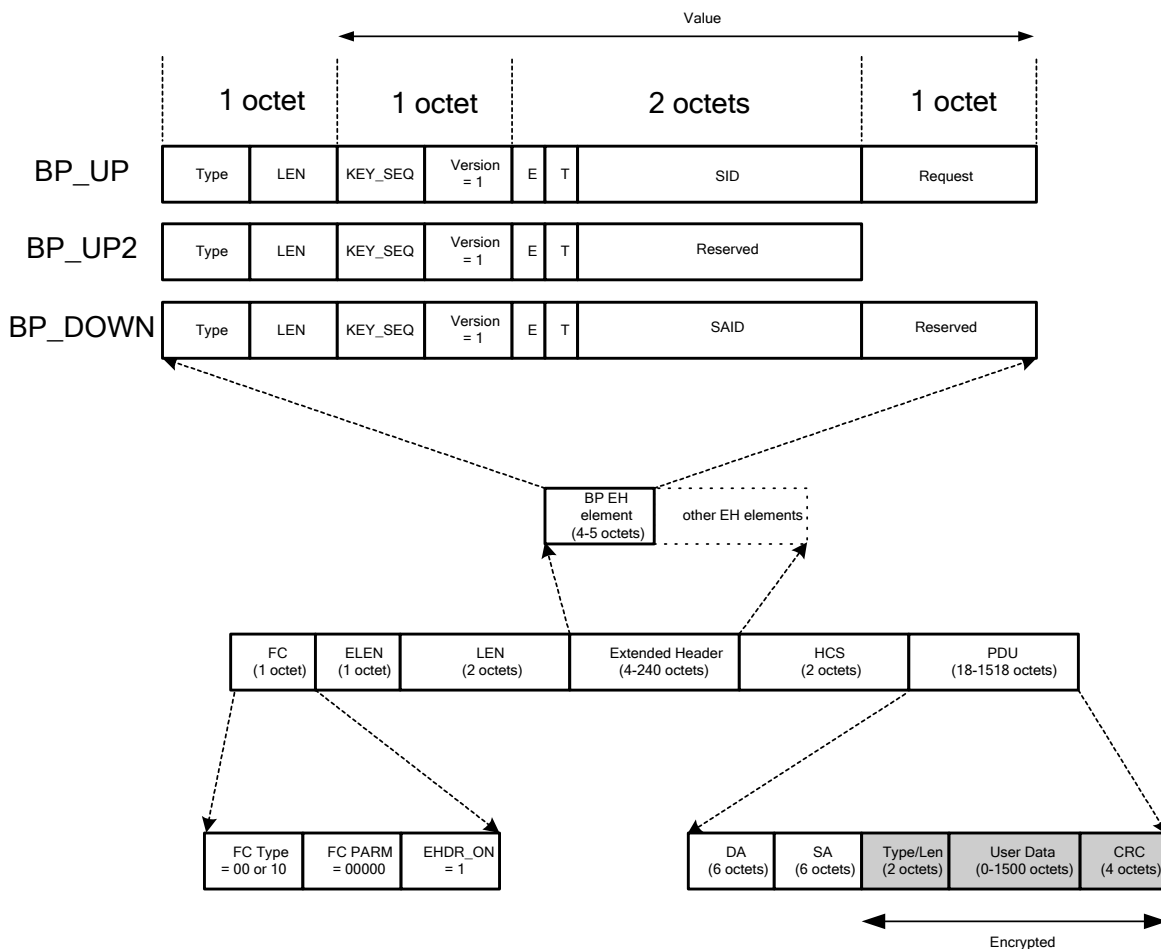 Value
1 octet 1 octet 2 octets 1 octet
BP_UP Type LEN KEY_SEQ Version = 1 E T SID Request
BP_UP2 Type LEN KEY_SEQ Version = 1 E T Reserved
BP_DOWN Type LEN KEY_SEQ Version = 1 E T SAID Reserved
BP EH
element
(4-5 octets)
other EH elements
FC
(1 octet)
ELEN
(1 octet)
LEN
(2 octets)
Extended Header
(4-240 octets)
HCS
(2 octets)
PDU
(18-1518 octets)
FC Type
= 00 or 10
FC PARM
= 00000
EHDR_ON
= 1
DA
(6 octets)
SA
(6 octets)
Type/Len
(2 octets)
User Data
(0-1500 octets)
CRC
(4 octets)
Encrypted